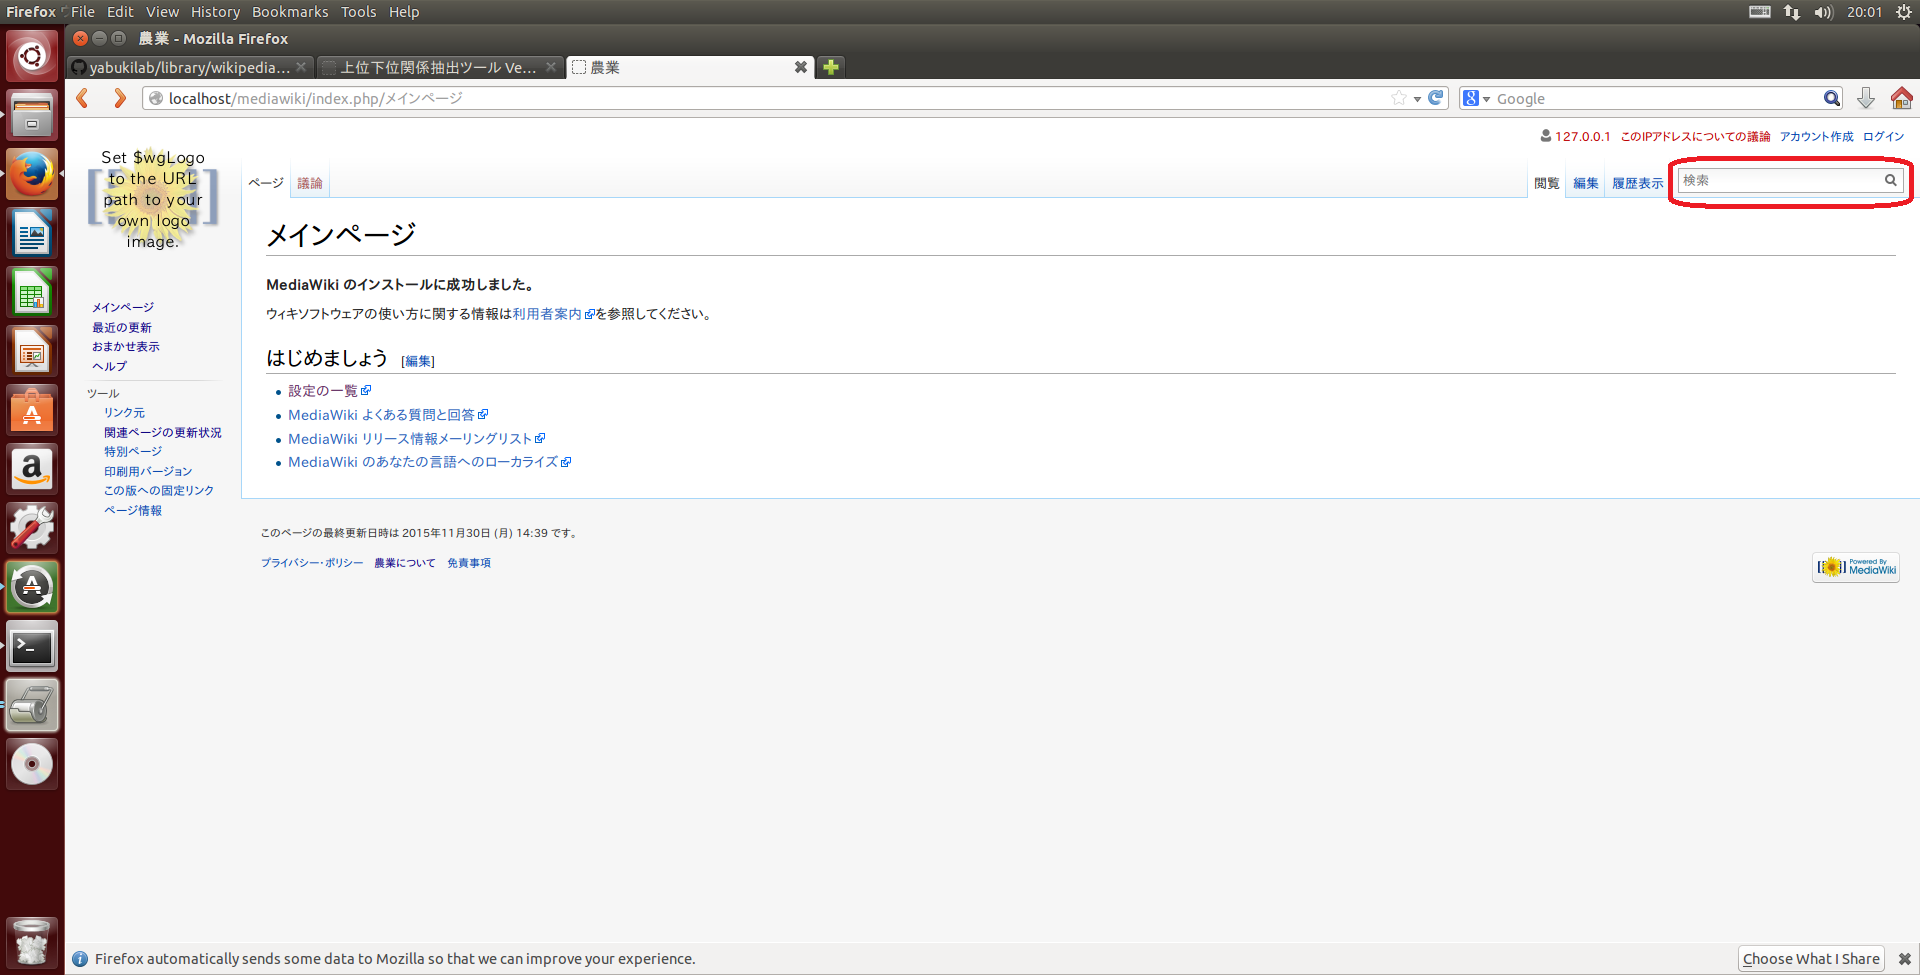 Firefox File Edit View History Bookmarks Tools Help 20:01
農業 - Mozilla Firefox
yabukilab/library/wikipedia... 上位下位関係抽出ツール Ve... 農業
localhost/mediawiki/index.php/メインページ Google
127.0.0.1 このIPアドレスについての議論 アカウント作成 ログイン
Set $wgLogo
to the URL
path to your
own logo
image.
ページ 議論 閲覧 編集 履歴表示 検索
メインページ
MediaWiki のインストールに成功しました。
ウィキソフトウェアの使い方に関する情報は利用者案内を参照してください。
はじめましょう [編集]
設定の一覧
MediaWiki よくある質問と回答
MediaWiki リリース情報メーリングリスト
MediaWiki のあなたの言語へのローカライズ
メインページ
最近の更新
おまかせ表示
ヘルプ
ツール
リンク元
関連ページの更新状況
特別ページ
印刷用バージョン
この版への固定リンク
ページ情報
このページの最終更新日時は 2015年11月30日 (月) 14:39 です。
プライバシー・ポリシー 農業について 免責事項
Powered By
MediaWiki
Firefox automatically sends some data to Mozilla so that we can improve your experience. Choose What I Share